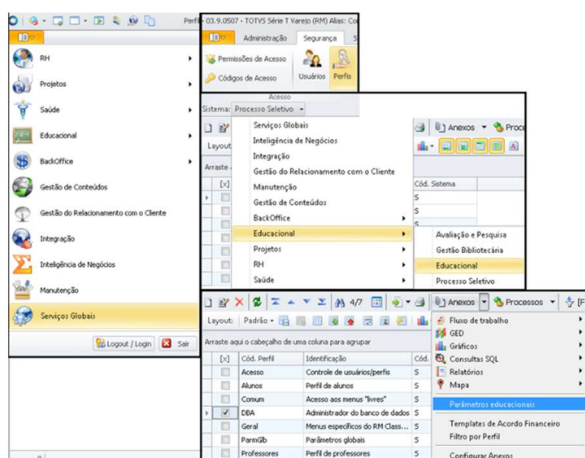 Perfil
RH
Projetos
Saúde
Educacional
BackOffice
Gestão de Conteúdos
Gestão do Relacionamento com o Cliente
Integração
Inteligência de Negócios
Manutenção
Serviços Globais
Logout / Login Sair
03.9.0507 - TOTVS Série T Varejo (RM) Alias: Co
Administração Segurança S
Permissões de Acesso
Códigos de Acesso
Usuários Perfis
Acesso
Sistema: Processo Seletivo
Serviços Globais
Inteligência de Negócios
Integração
Gestão do Relacionamento com o Cliente
Manutenção
Gestão de Conteúdos
BackOffice
Educacional
Projetos
RH
Saúde
Layout
Arraste
[x]
Anexos Proce
Cód. Sistema
S
S
S
Avaliação e Pesquisa
Gestão Bibliotecária
Educacional
Processo Seletivo
4/7 Anexos Processos [F
Layout: Padrão
Arraste aqui o cabeçalho de uma coluna para agrupar
[x] Cód. Perfil Identificação Cód.
Acesso Controle de usuários/perfis S
Alunos Perfil de alunos S
Comum Acesso aos menus "livres" S
DBA Administrador do banco de dados S
Geral Menus específicos do RM Class... S
ParmGlb Parâmetros globais S
Professores Perfil de professores S
Fluxo de trabalho
GED
Gráficos
Consultas SQL
Relatórios
Mapa
Parâmetros educacionais
Templates de Acordo Financeiro
Filtro por Perfil
Configurar Anexos